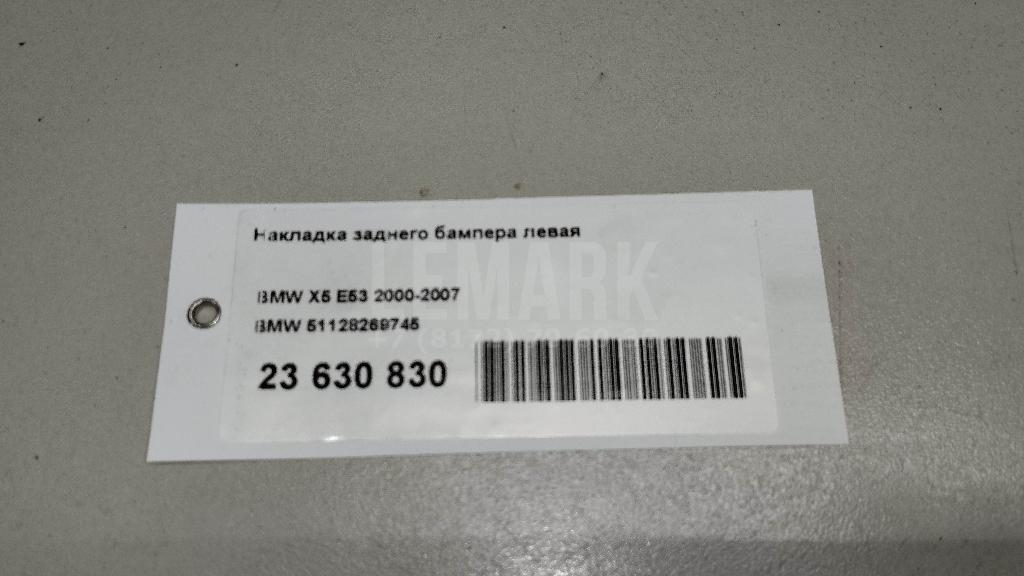 Накладка заднего бампера левая
LEMARK
BMW X5 E53 2000-2007
BMW 51128269745
23 630 830